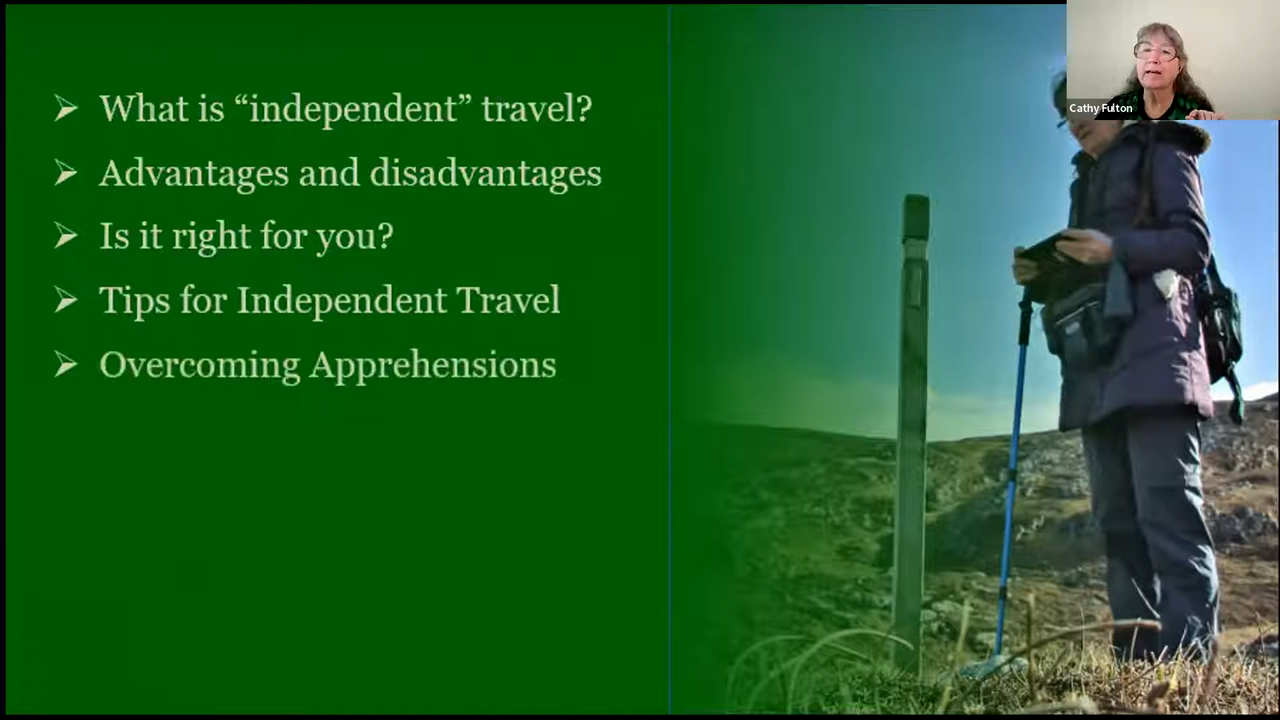 What is “independent” travel?
Advantages and disadvantages
Is it right for you?
Tips for Independent Travel
Overcoming Apprehensions
Cathy Fulton